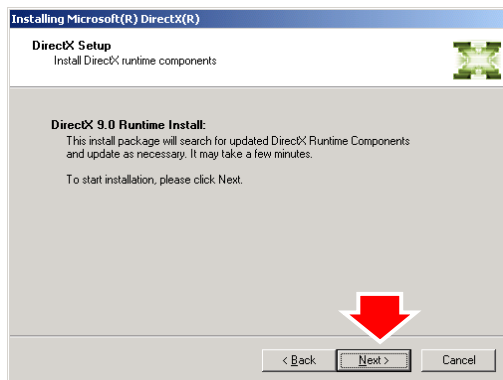 Installing Microsoft(R) DirectX(R)
DirectX Setup
Install DirectX runtime components
DirectX 9.0 Runtime Install:
This install package will search for updated DirectX Runtime Components
and update as necessary. It may take a few minutes.
To start installation, please click Next.
< Back
Next >
Cancel